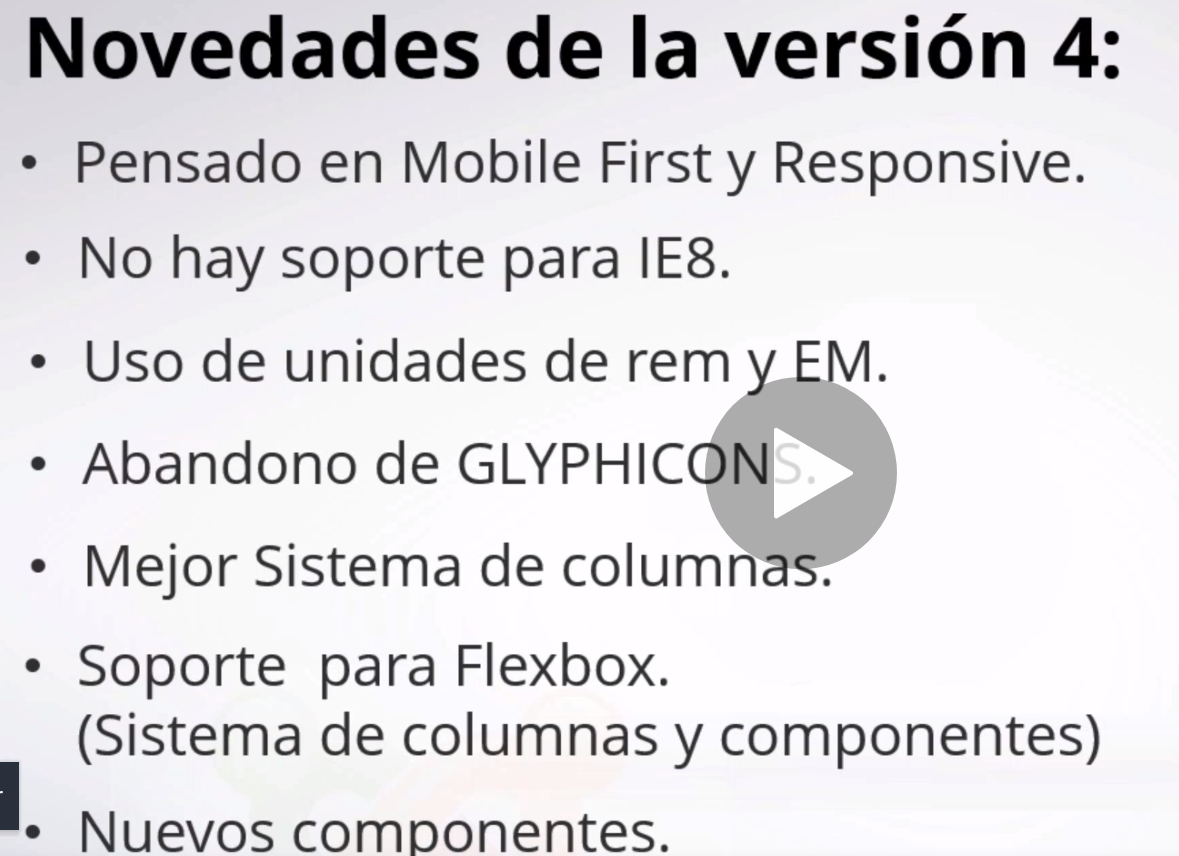 Novedades de la versión 4:
• Pensado en Mobile First y Responsive.
• No hay soporte para IE8.
• Uso de unidades de rem y EM.
• Abandono de GLYPHICONS.
• Mejor Sistema de columnas.
• Soporte para Flexbox.
(Sistema de columnas y componentes)
• Nuevos componentes.